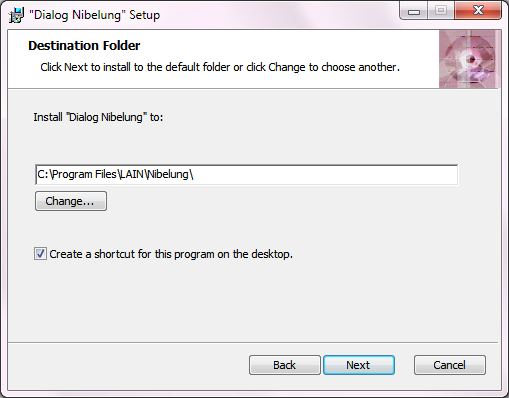 "Dialog Nibelung" Setup
Destination Folder
Click Next to install to the default folder or click Change to choose another.
Install "Dialog Nibelung" to:
C:\Program Files\LAIN\Nibelung\
Change...
Create a shortcut for this program on the desktop.
Back Next Cancel